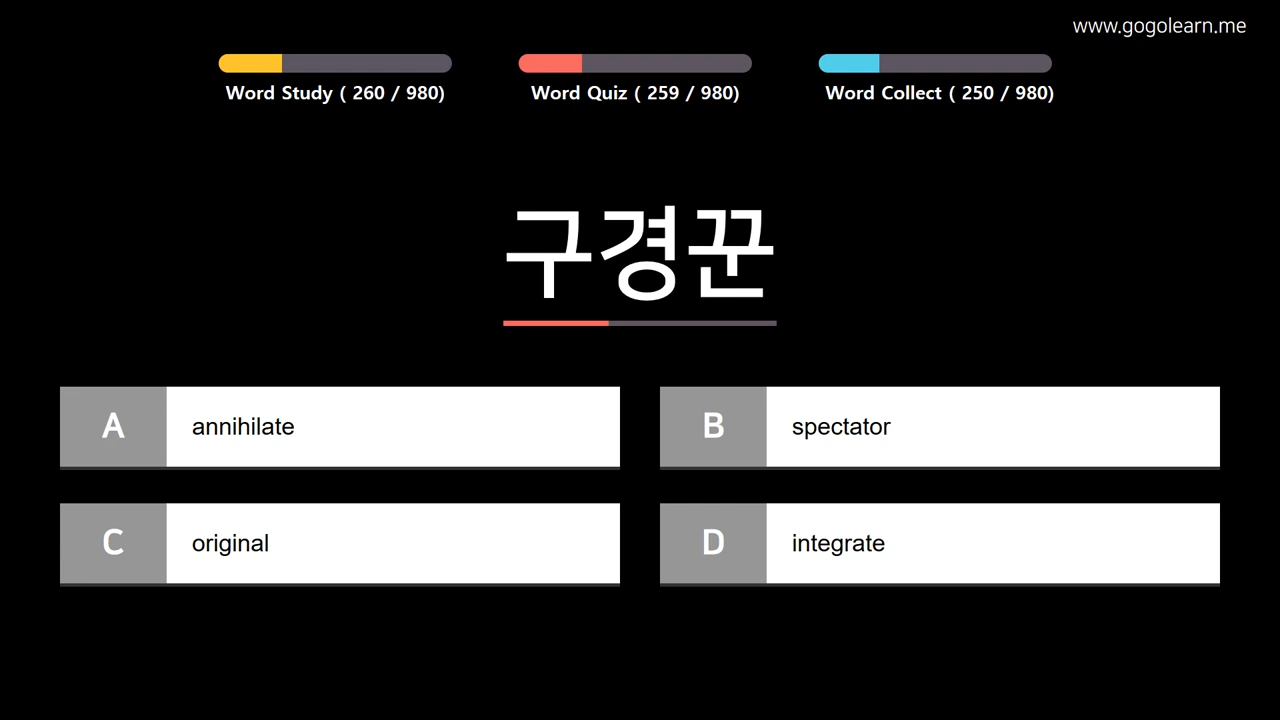 www.gogolearn.me
Word Study ( 260 / 980)
Word Quiz ( 259 / 980)
Word Collect ( 250 / 980)
구경꾼
A annihilate
B spectator
C original
D integrate